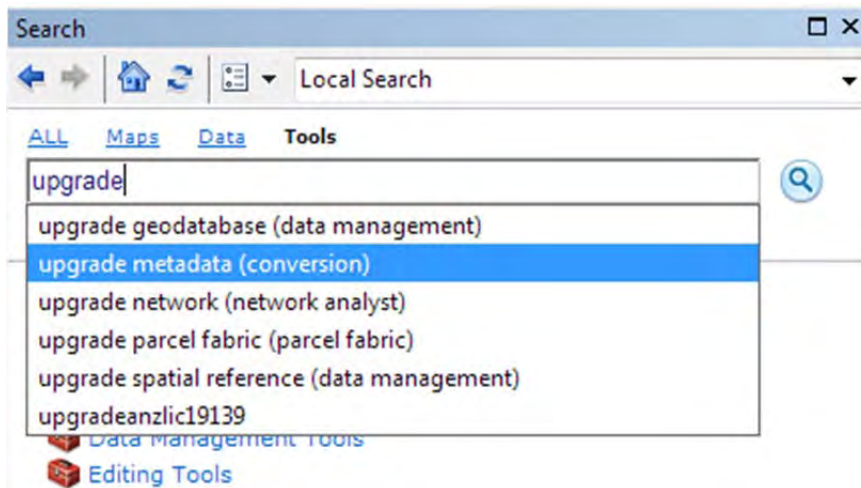 Search
Local Search
ALL Maps Data Tools
upgrade
upgrade geodatabase (data management)
upgrade metadata (conversion)
upgrade network (network analyst)
upgrade parcel fabric (parcel fabric)
upgrade spatial reference (data management)
upgradeanzlic19139
Data Management Tools
Editing Tools